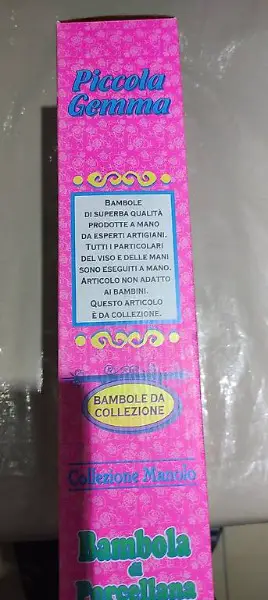 Piccola
Gemma
BAMBOLE
DI SUPERBA QUALITÀ
PRODOTTE A MANO
DA ESPERTI ARTIGIANI.
TUTTI I PARTICOLARI
DEL VISO E DELLE MANI
SONO ESEGUITI A MANO.
ARTICOLO NON ADATTO
AI BAMBINI.
QUESTO ARTICOLO
È DA COLLEZIONE.
BAMBOLE DA
COLLEZIONE
Collezione
Bambola
di
Porcellana